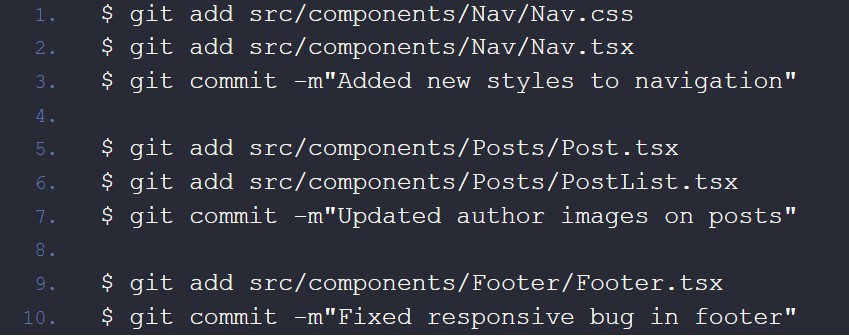 1. $ git add src/components/Nav/Nav.css
2. $ git add src/components/Nav/Nav.tsx
3. $ git commit -m"Added new styles to navigation"
4.
5. $ git add src/components/Posts/Post.tsx
6. $ git add src/components/Posts/PostList.tsx
7. $ git commit -m"Updated author images on posts"
8.
9. $ git add src/components/Footer/Footer.tsx
10. $ git commit -m"Fixed responsive bug in footer"